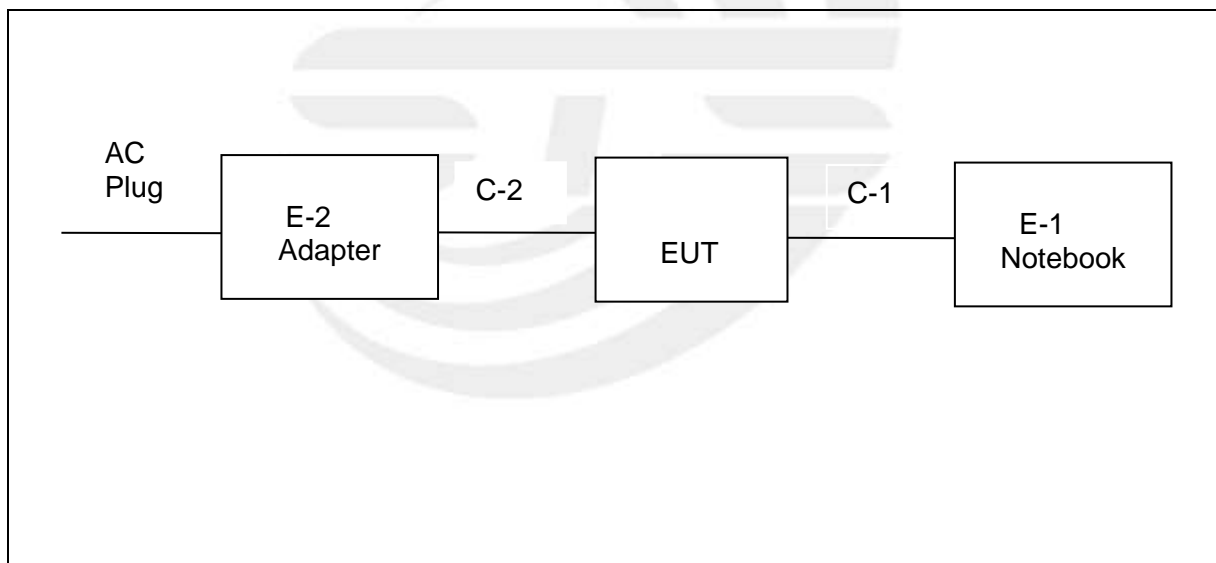 AC
Plug
E-2
Adapter
C-2
EUT
C-1
E-1
Notebook